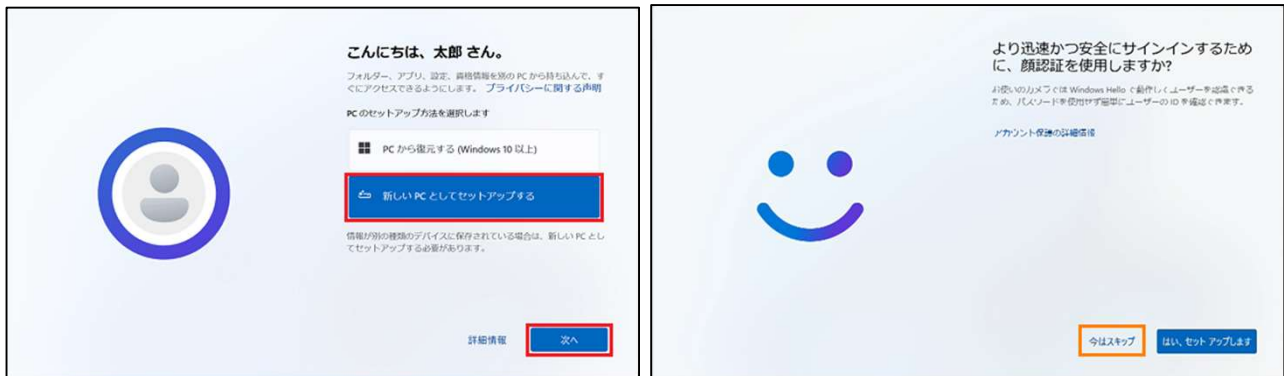 こんにちは、太郎 さん。
フォルダー、アプリ、設定、資格情報を別の PC から持ち込んで、す
ぐにアクセスできるようにします。 プライバシーに関する声明
PC のセットアップ方法を選択します
PC から復元する (Windows 10 以上)
新しい PC としてセットアップする
情報が別の種類のデバイスに保存されている場合は、新しい PC とし
てセットアップする必要があります。
詳細情報
次へ
より迅速かつ安全にサインインするため
に、顔認証を使用しますか?
お使いのカメラでは Windows Hello で動作してユーザーを認識できる
ため、パスワードを使用せず簡単にユーザーの ID を確認できます。
アカウント保護の詳細情報
今はスキップ
はい、セット アップします